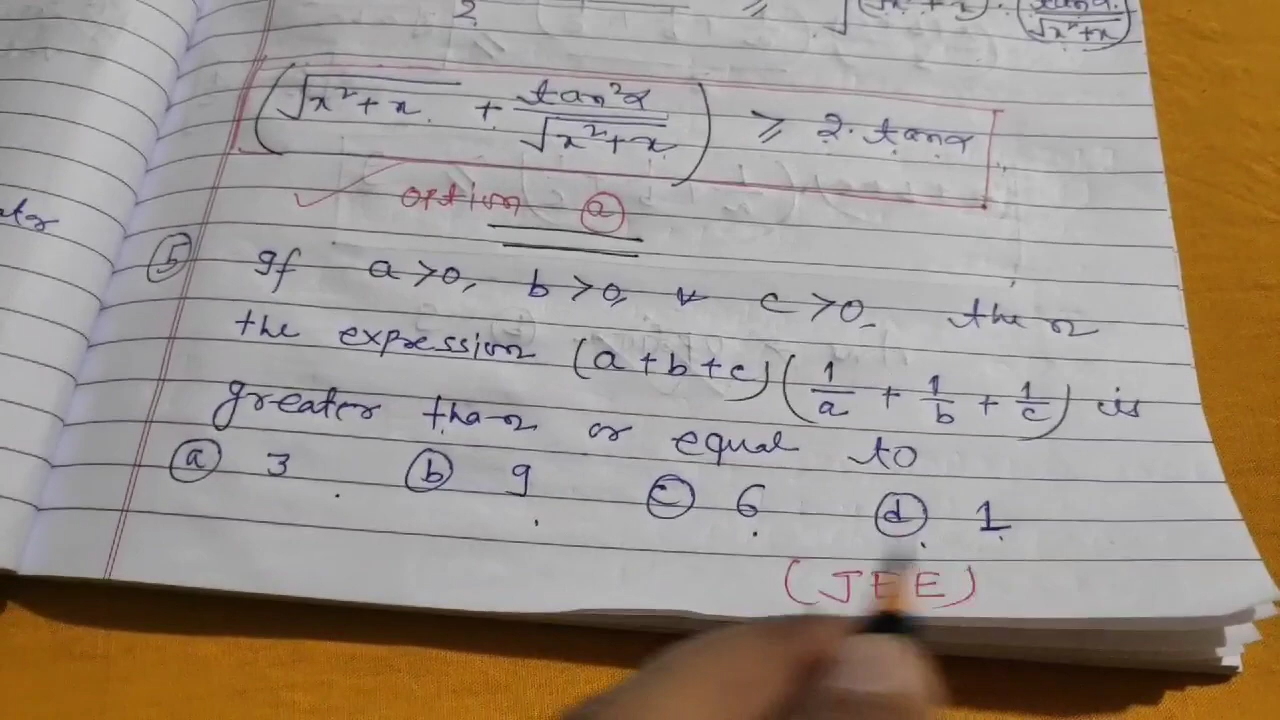 2 ≥
(√x²+x + tan²α/√x²+x) ≥ 2·tanα
option ⓐ
⑤ If a>0, b>0, & c>0 then
the expression (a+b+c)(1/a + 1/b + 1/c) is
greater than or equal to
ⓐ 3 ⓑ 9 ⓒ 6 ⓓ 1
(JEE)